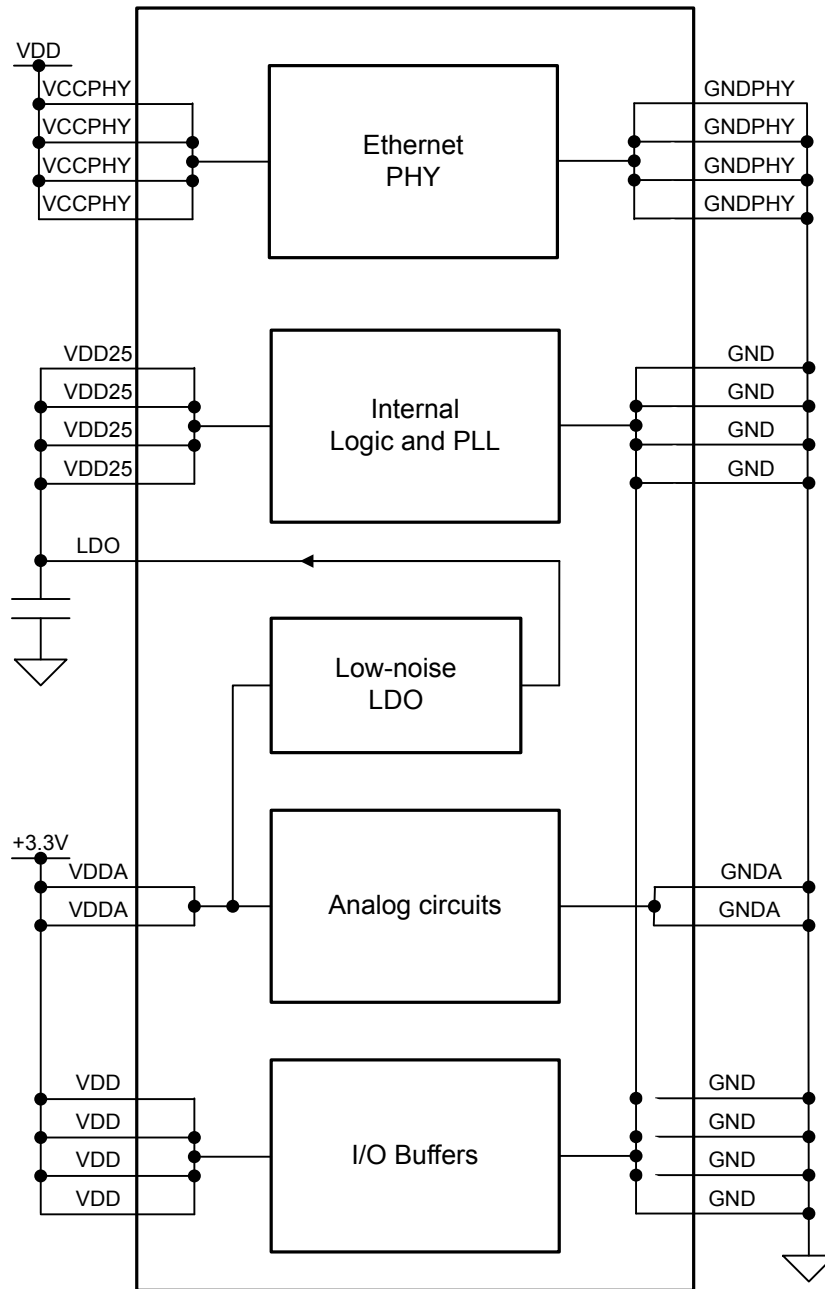 VDD
VCCPHY
VCCPHY
VCCPHY
VCCPHY
Ethernet
PHY
GNDPHY
GNDPHY
GNDPHY
GNDPHY
VDD25
VDD25
VDD25
VDD25
Internal
Logic and PLL
GND
GND
GND
GND
LDO
Low-noise
LDO
+3.3V
VDDA
VDDA
Analog circuits
GNDA
GNDA
VDD
VDD
VDD
VDD
I/O Buffers
GND
GND
GND
GND